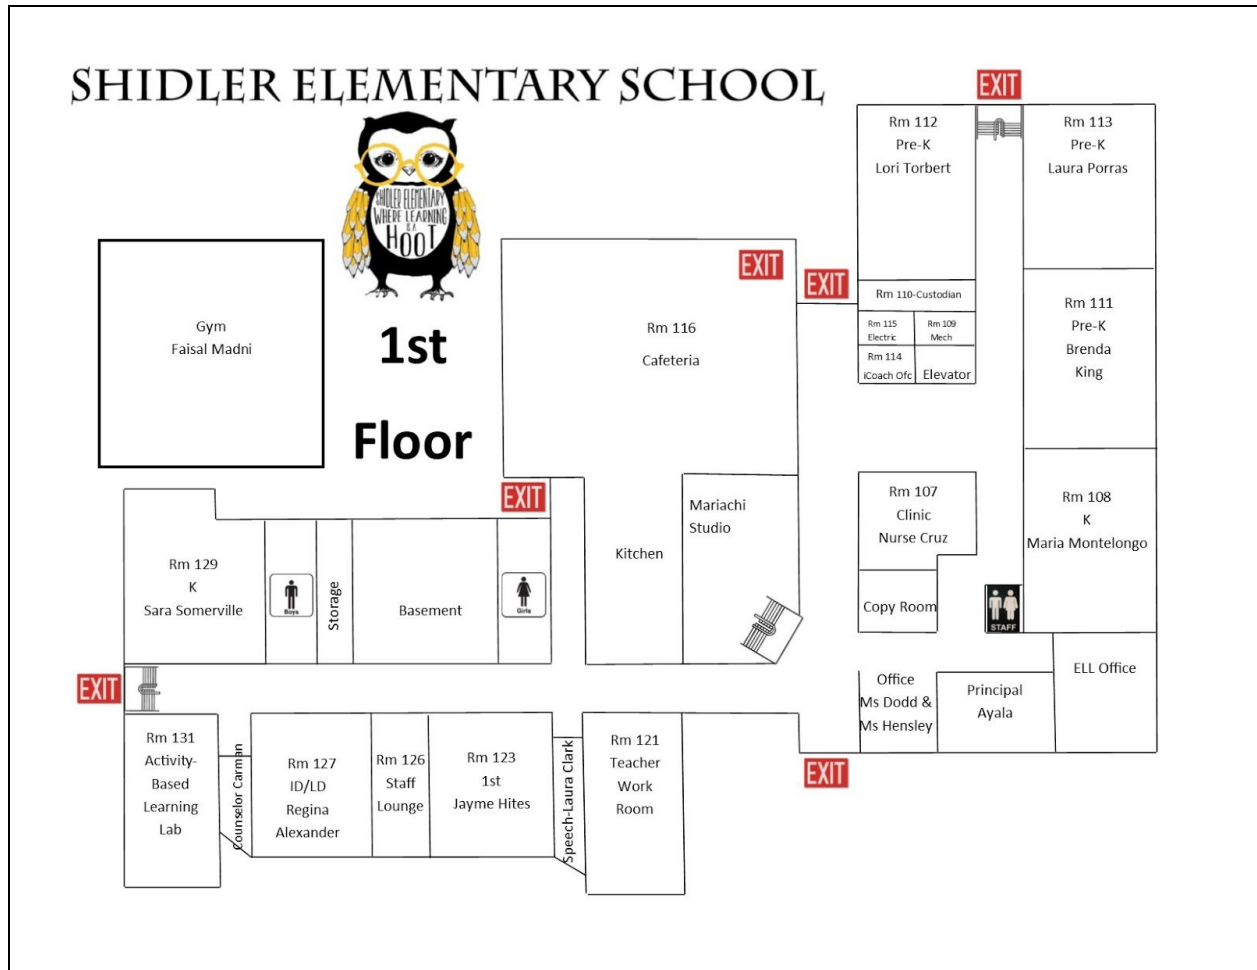 SHIDLER ELEMENTARY SCHOOL
SHIDLER ELEMENTARY
WHERE LEARNING
IS A
HOOT
1st
Floor
Gym
Faisal Madni
Rm 116
Cafeteria
EXIT
EXIT
EXIT
Rm 112
Pre-K
Lori Torbert
Rm 113
Pre-K
Laura Porras
Rm 110-Custodian
Rm 115
Electric
Rm 109
Mech
Rm 114
iCoach Ofc
Elevator
Rm 111
Pre-K
Brenda
King
EXIT
Mariachi
Studio
Kitchen
Rm 107
Clinic
Nurse Cruz
Rm 108
K
Maria Montelongo
Rm 129
K
Sara Somerville
Boys
Storage
Basement
Girls
Copy Room
STAFF
EXIT
Office
Ms Dodd &
Ms Hensley
Principal
Ayala
ELL Office
Rm 131
Activity-
Based
Learning
Lab
Counselor Carman
Rm 127
ID/LD
Regina
Alexander
Rm 126
Staff
Lounge
Rm 123
1st
Jayme Hites
Speech-Laura Clark
Rm 121
Teacher
Work
Room
EXIT